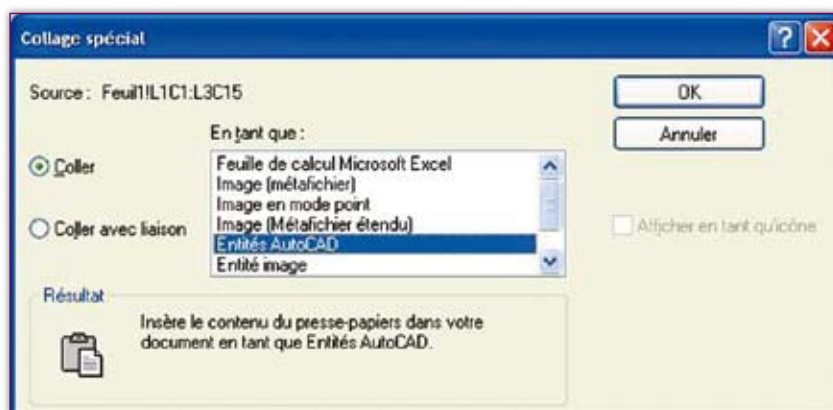 Collage spécial
Source : Feuil1!L1C1:L3C15
OK
En tant que :
Annuler
Coller
Feuille de calcul Microsoft Excel
Image (métafichier)
Image en mode point
Coller avec liaison
Image (Métafichier étendu)
Afficher en tant qu'icône
Entités AutoCAD
Entité image
Résultat
Insère le contenu du presse-papiers dans votre
document en tant que Entités AutoCAD.